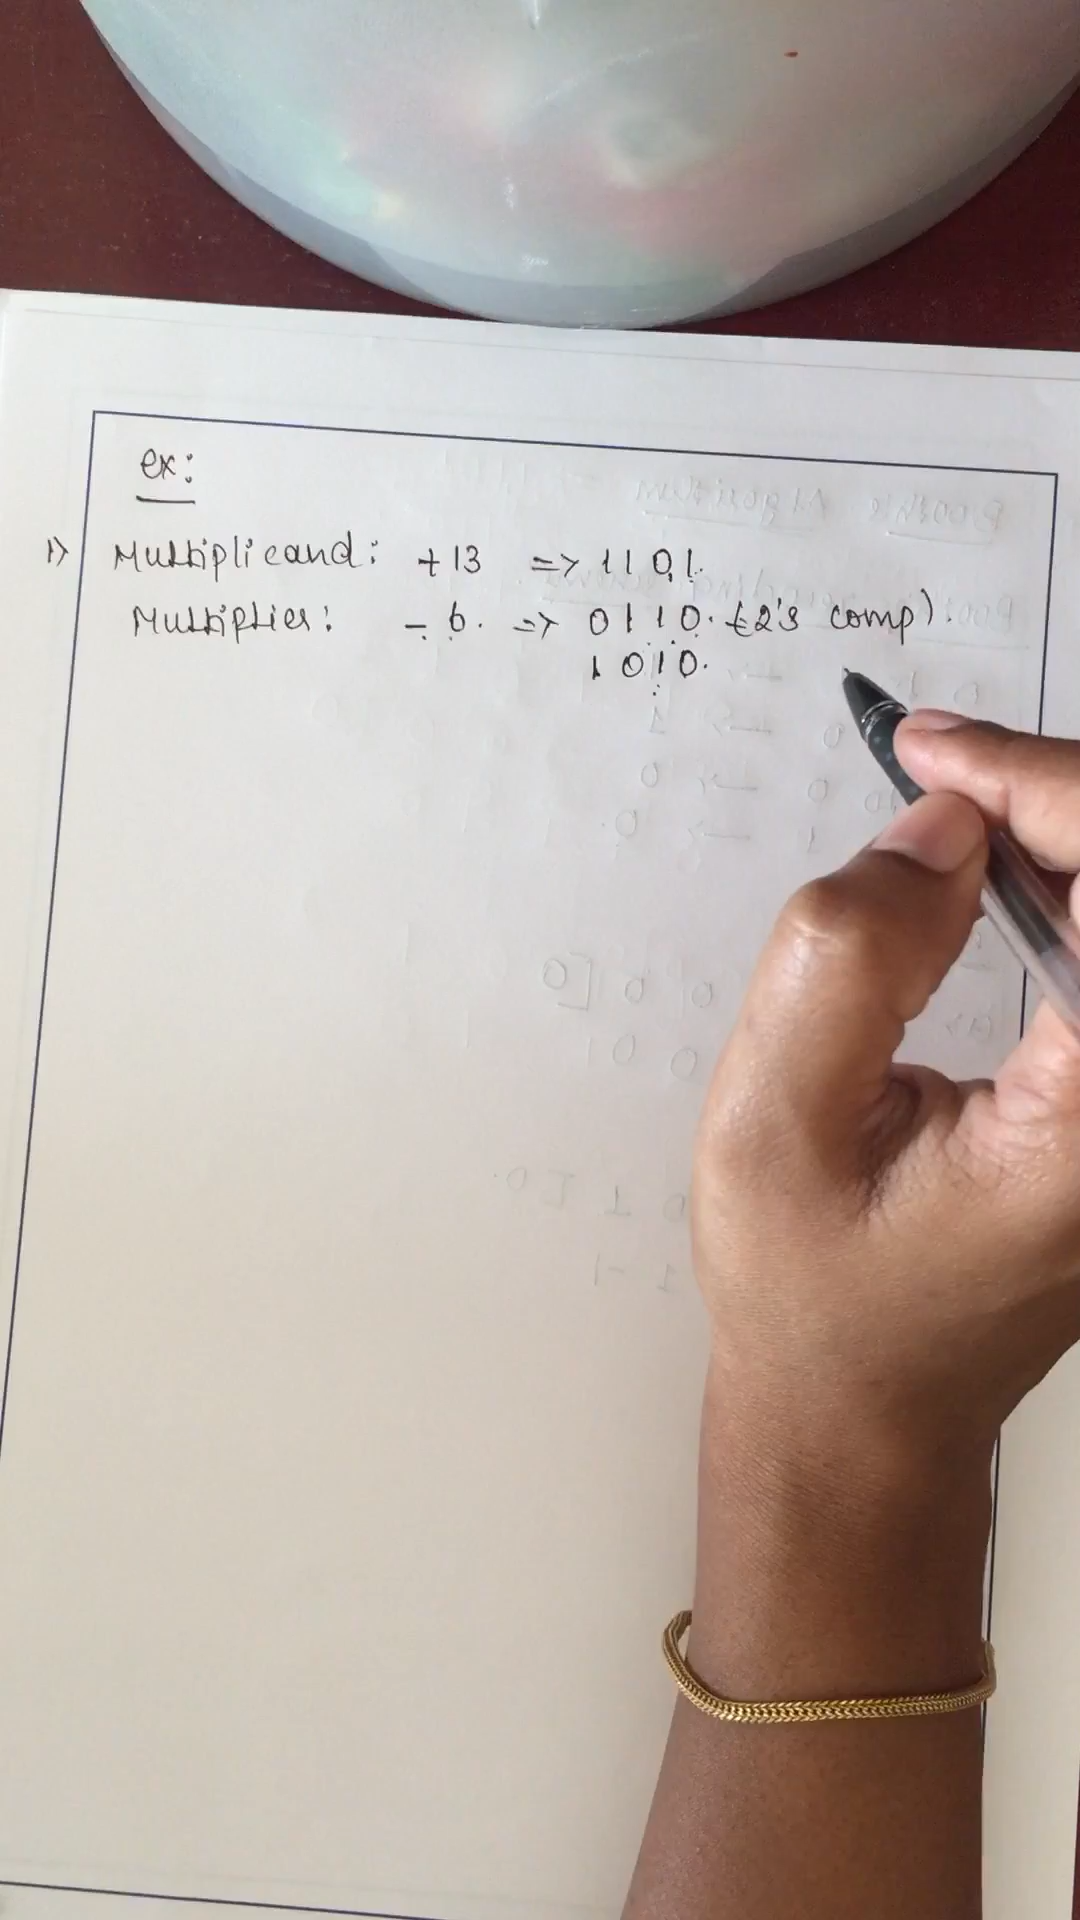 ex:
1) Multiplicand: +13 => 1101.
Multiplier: - 6. => 0110. (2's comp).
1010.